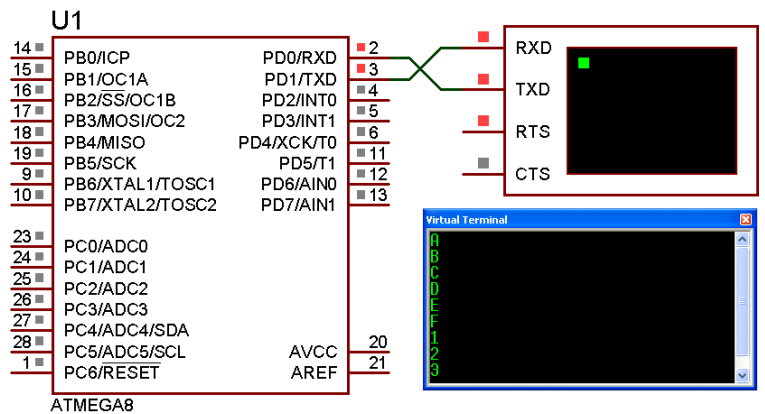 U1
14 PB0/ICP PD0/RXD 2
15 PB1/OC1A PD1/TXD 3
16 PB2/SS/OC1B PD2/INT0 4
17 PB3/MOSI/OC2 PD3/INT1 5
18 PB4/MISO PD4/XCK/T0 6
19 PB5/SCK PD5/T1 11
9 PB6/XTAL1/TOSC1 PD6/AIN0 12
10 PB7/XTAL2/TOSC2 PD7/AIN1 13
23 PC0/ADC0
24 PC1/ADC1
25 PC2/ADC2
26 PC3/ADC3
27 PC4/ADC4/SDA
28 PC5/ADC5/SCL AVCC 20
1 PC6/RESET AREF 21
ATMEGA8
RXD
TXD
RTS
CTS
Virtual Terminal
A
B
C
D
E
F
1
2
3